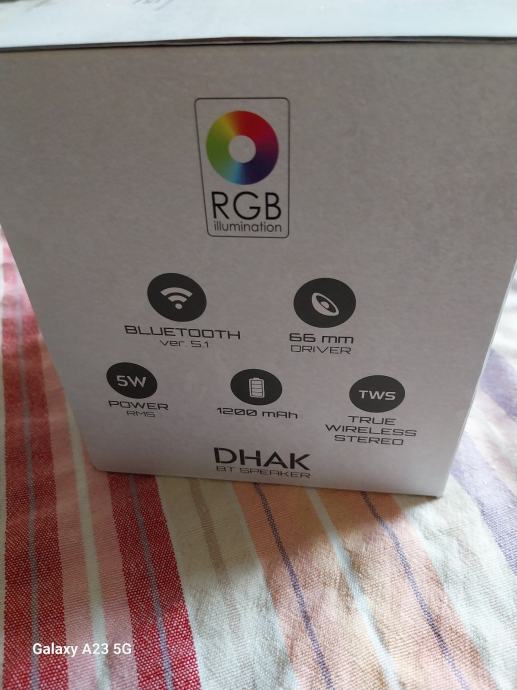 RGB
illumination
BLUETOOTH
ver. 5.1
66 mm
DRIVER
5W
POWER
RMS
1200 mAh
TWS
TRUE
WIRELESS
STEREO
DHAK
BT SPEAKER
Galaxy A23 5G